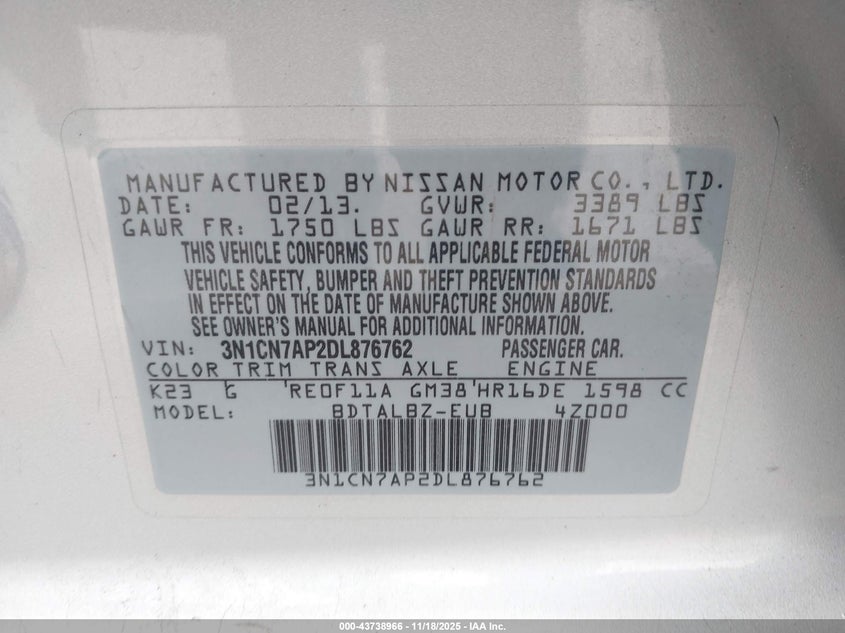 MANUFACTURED BY NISSAN MOTOR CO., LTD.
DATE: 02/13. GVWR: 3389 LBS
GAWR FR: 1750 LBS GAWR RR: 1671 LBS
THIS VEHICLE CONFORMS TO ALL APPLICABLE FEDERAL MOTOR
VEHICLE SAFETY, BUMPER AND THEFT PREVENTION STANDARDS
IN EFFECT ON THE DATE OF MANUFACTURE SHOWN ABOVE.
SEE OWNER'S MANUAL FOR ADDITIONAL INFORMATION.
VIN: 3N1CN7AP2DL876762 PASSENGER CAR.
COLOR TRIM TRANS AXLE ENGINE
K23 G 'RE0F11A GM38'HR16DE 1598 CC
MODEL: BDTALBZ-EUB 4Z000
3N1CN7AP2DL876762
000-43738966 | 11/18/2025 - IAA Inc.